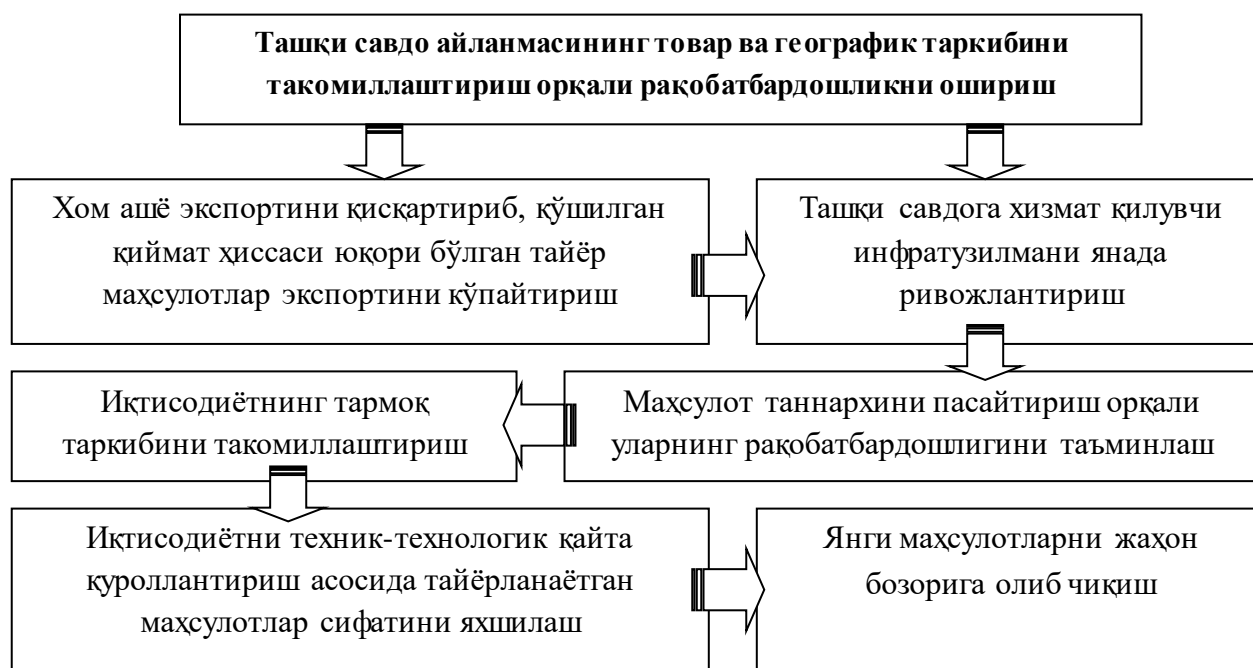 Ташқи савдо айланмасининг товар ва географик таркибини
такомиллаштириш орқали рақобатбардошликни ошириш
Хом ашё экспортини қисқартириб, қўшилган
қиймат ҳиссаси юқори бўлган тайёр
маҳсулотлар экспортини кўпайтириш
Ташқи савдога хизмат қилувчи
инфратузилмани янада
ривожлантириш
Иқтисодиётнинг тармоқ
таркибини такомиллаштириш
Маҳсулот таннархини пасайтириш орқали
уларнинг рақобатбардошлигини таъминлаш
Иқтисодиётни техник-технологик қайта
қуроллантириш асосида тайёрланаётган
маҳсулотлар сифатини яхшилаш
Янги маҳсулотларни жаҳон
бозорига олиб чиқиш